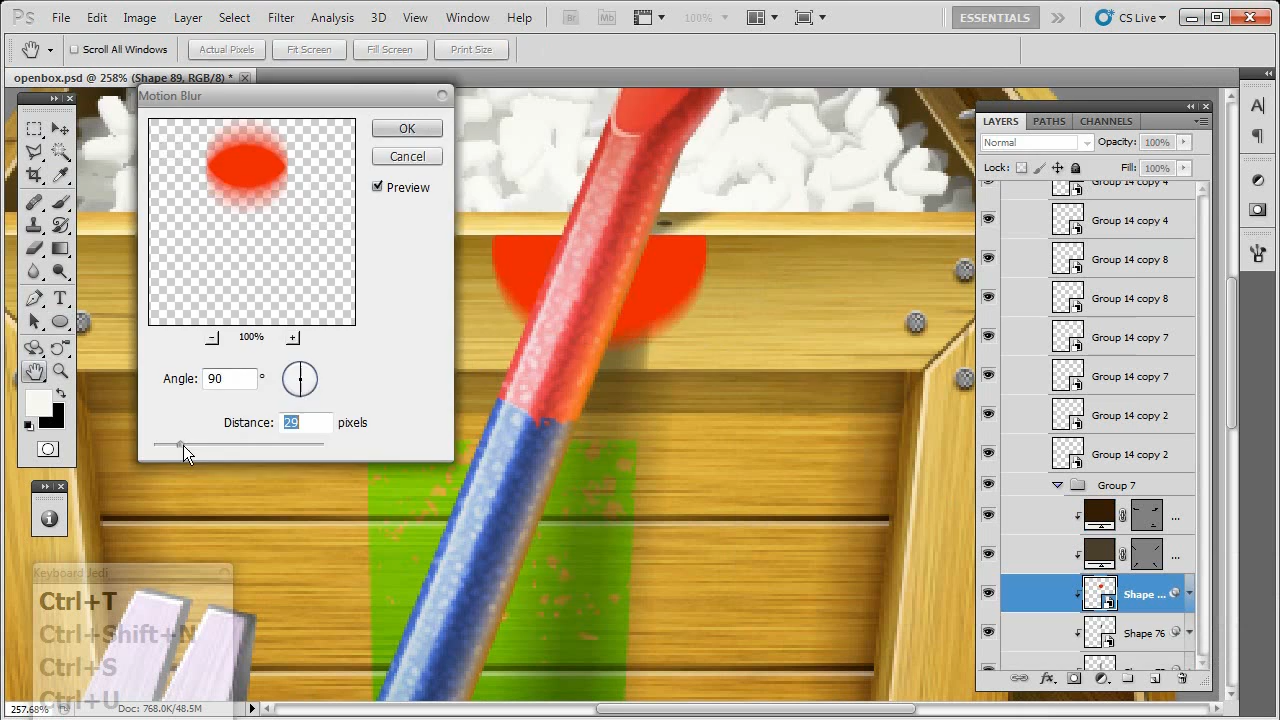 Ps File Edit Image Layer Select Filter Analysis 3D View Window Help Br Mb 100% ESSENTIALS CS Live
Scroll All Windows Actual Pixels Fit Screen Fill Screen Print Size
openbox.psd @ 258% (Shape 89, RGB/8) *
Motion Blur
OK
Cancel
Preview
100%
Angle: 90 °
Distance: 29 pixels
LAYERS PATHS CHANNELS
Normal Opacity: 100%
Lock: Fill: 100%
Group 14 copy 4
Group 14 copy 4
Group 14 copy 8
Group 14 copy 8
Group 14 copy 7
Group 14 copy 7
Group 14 copy 2
Group 14 copy 2
Group 7
...
...
Shape ...
Shape 76
Keyboard Jedi
Ctrl+T
Ctrl+Shift+N
Ctrl+S
Ctrl+U
257.68% Doc: 768.0K/48.5M